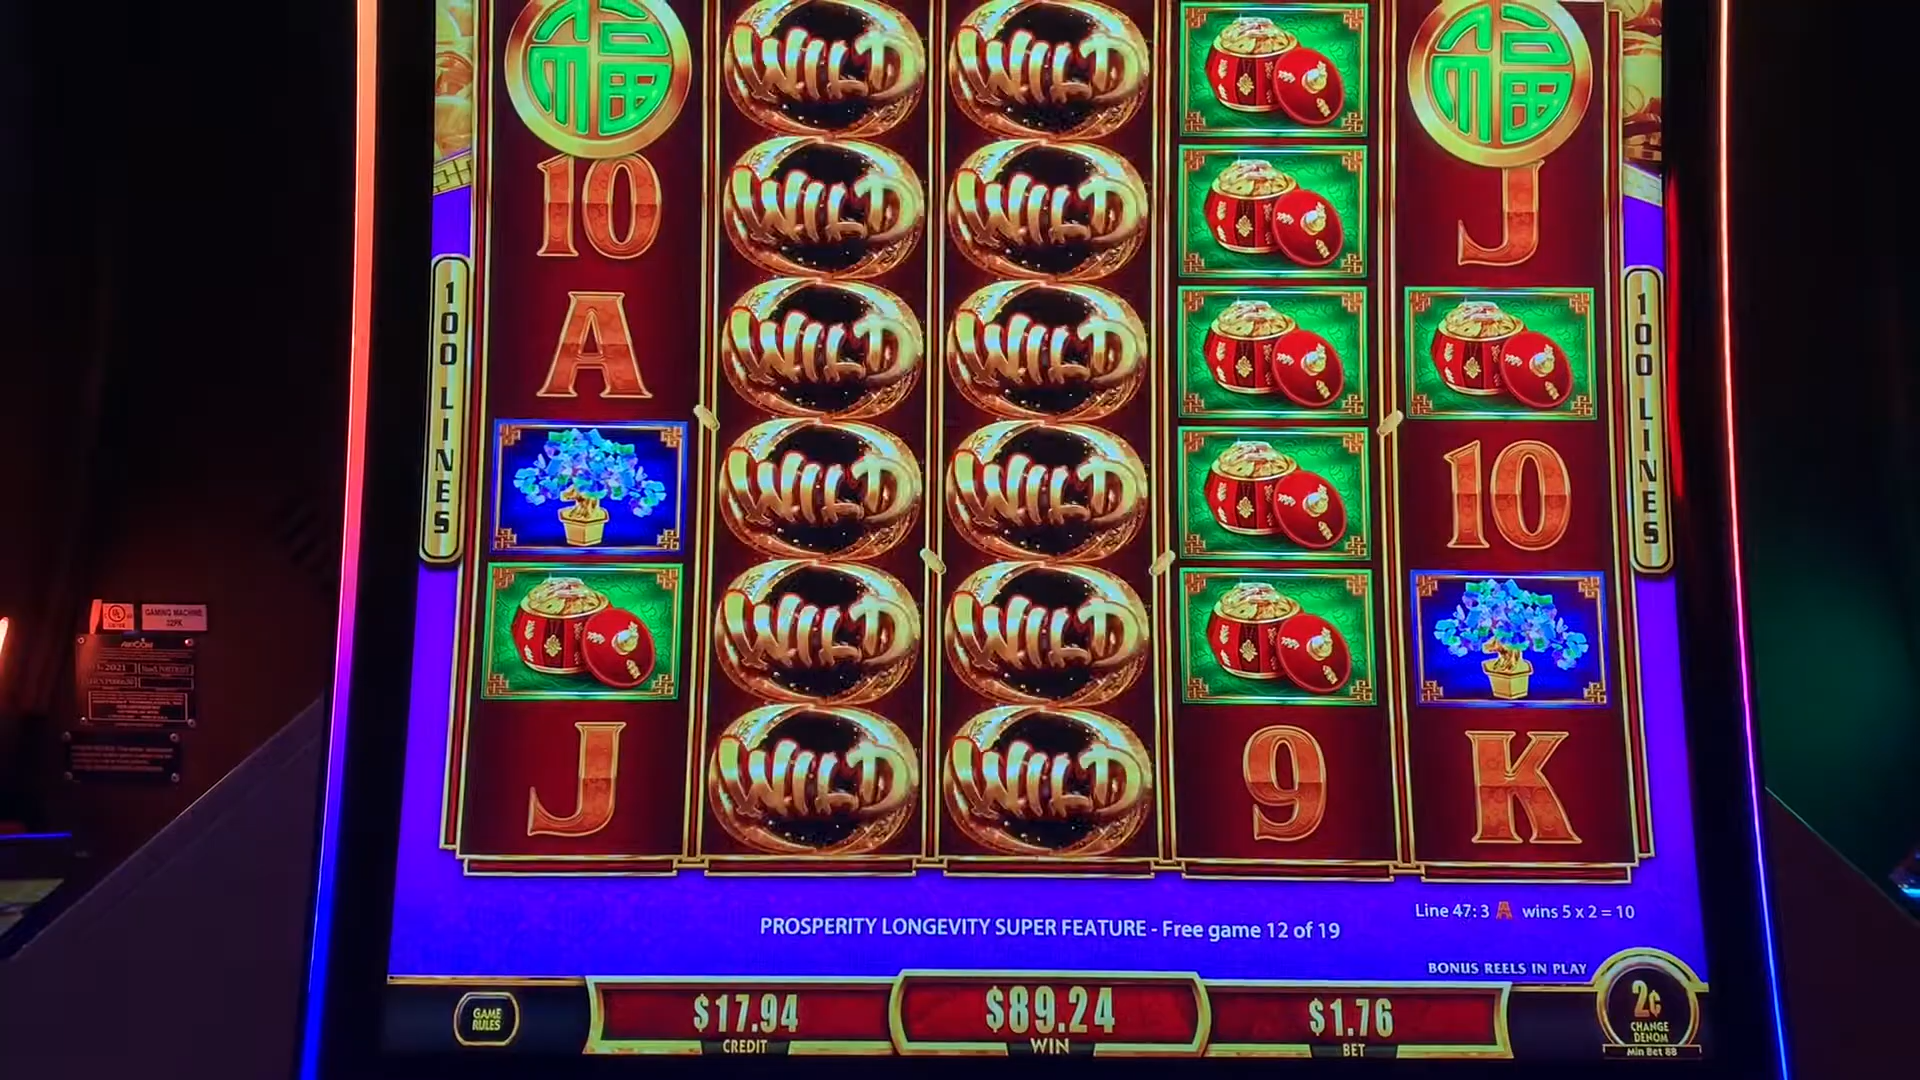 福 WILD WILD 福
10 WILD WILD J
A WILD WILD
WILD WILD 10
WILD WILD
J WILD WILD 9 K
100 LINES
100 LINES
GAMING MACHINE
2021
PROSPERITY LONGEVITY SUPER FEATURE - Free game 12 of 19
Line 47: 3 A wins 5 x 2 = 10
BONUS REELS IN PLAY
GAME RULES
$17.94
CREDIT
$89.24
WIN
$1.76
BET
2¢
CHANGE
DENOM
Min Bet 88